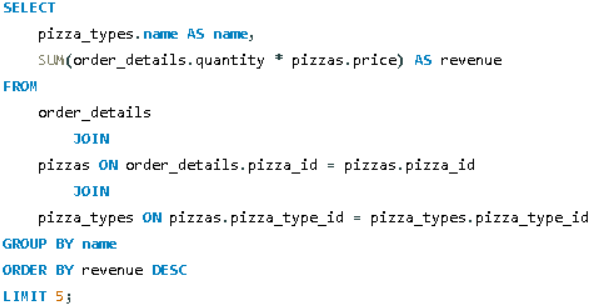 SELECT
    pizza_types.name AS name,
    SUM(order_details.quantity * pizzas.price) AS revenue
FROM
    order_details
        JOIN
    pizzas ON order_details.pizza_id = pizzas.pizza_id
        JOIN
    pizza_types ON pizzas.pizza_type_id = pizza_types.pizza_type_id
GROUP BY name
ORDER BY revenue DESC
LIMIT 5;